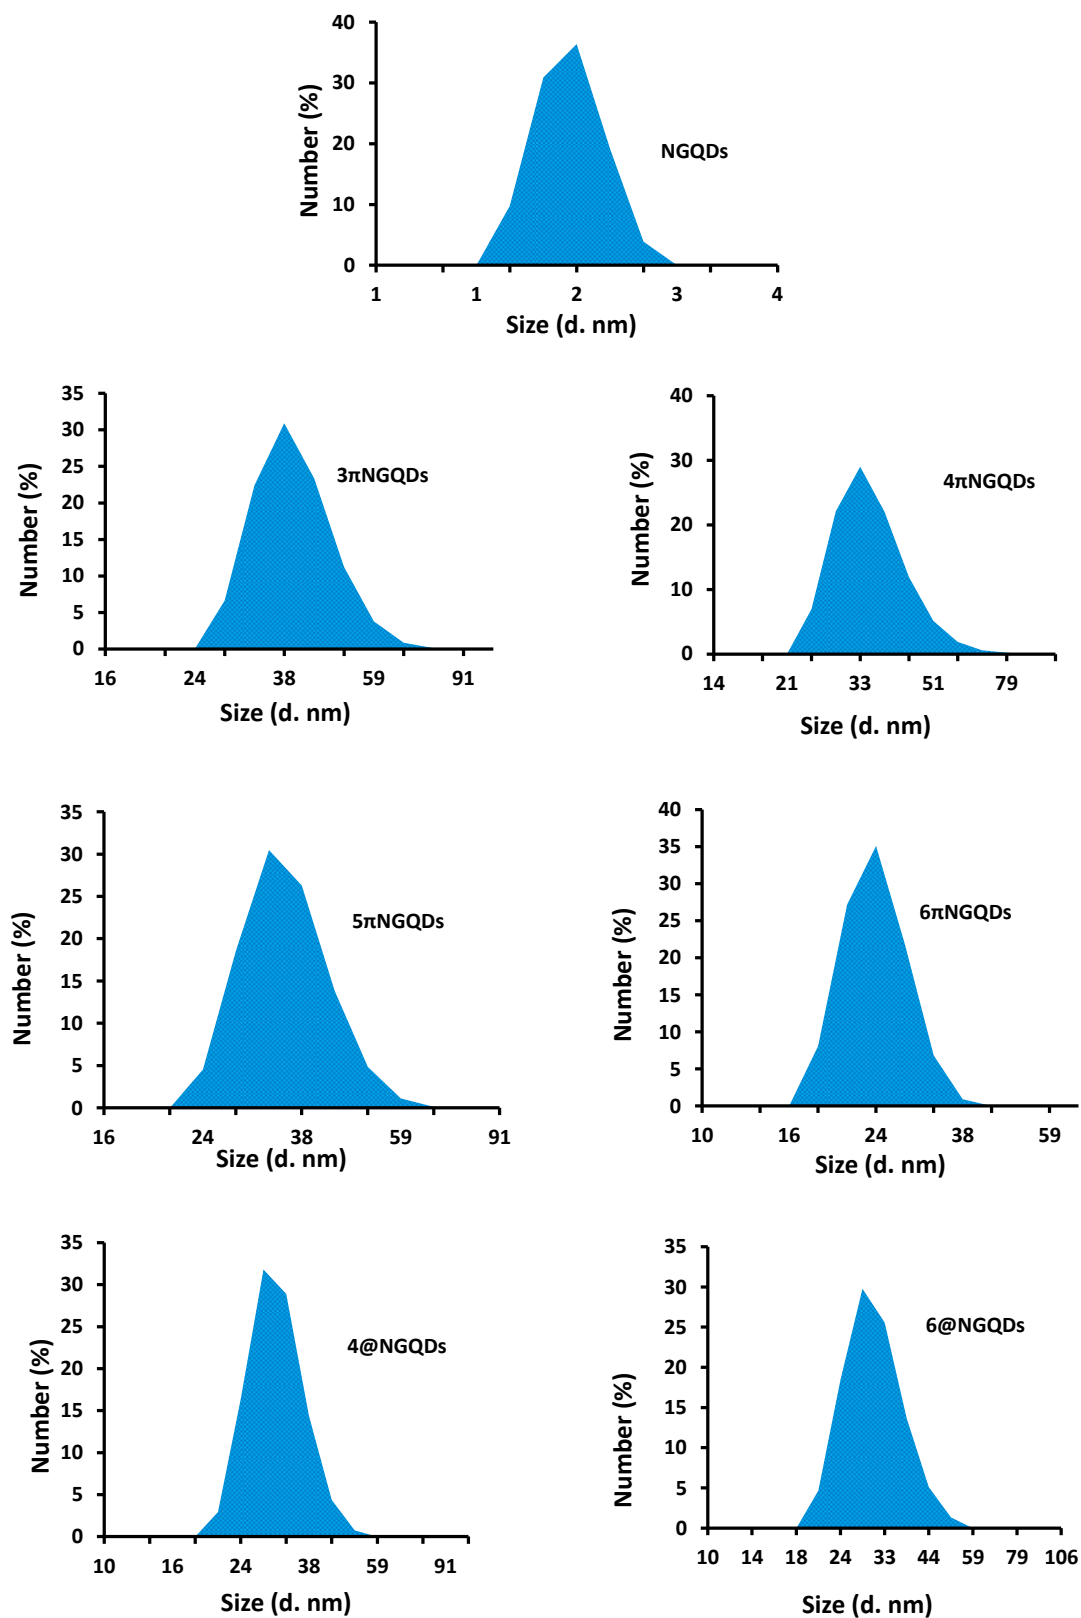 40
30
20
10
0
Number (%)
NGQDs
1 1 2 3 4
Size (d. nm)
35
30
25
20
15
10
5
0
Number (%)
3πNGQDs
16 24 38 59 91
Size (d. nm)
40
30
20
10
0
Number (%)
4πNGQDs
14 21 33 51 79
Size (d. nm)
35
30
25
20
15
10
5
0
Number (%)
5πNGQDs
16 24 38 59 91
Size (d. nm)
40
35
30
25
20
15
10
5
0
Number (%)
6πNGQDs
10 16 24 38 59
Size (d. nm)
35
30
25
20
15
10
5
0
Number (%)
4@NGQDs
10 16 24 38 59 91
Size (d. nm)
35
30
25
20
15
10
5
0
Number (%)
6@NGQDs
10 14 18 24 33 44 59 79 106
Size (d. nm)